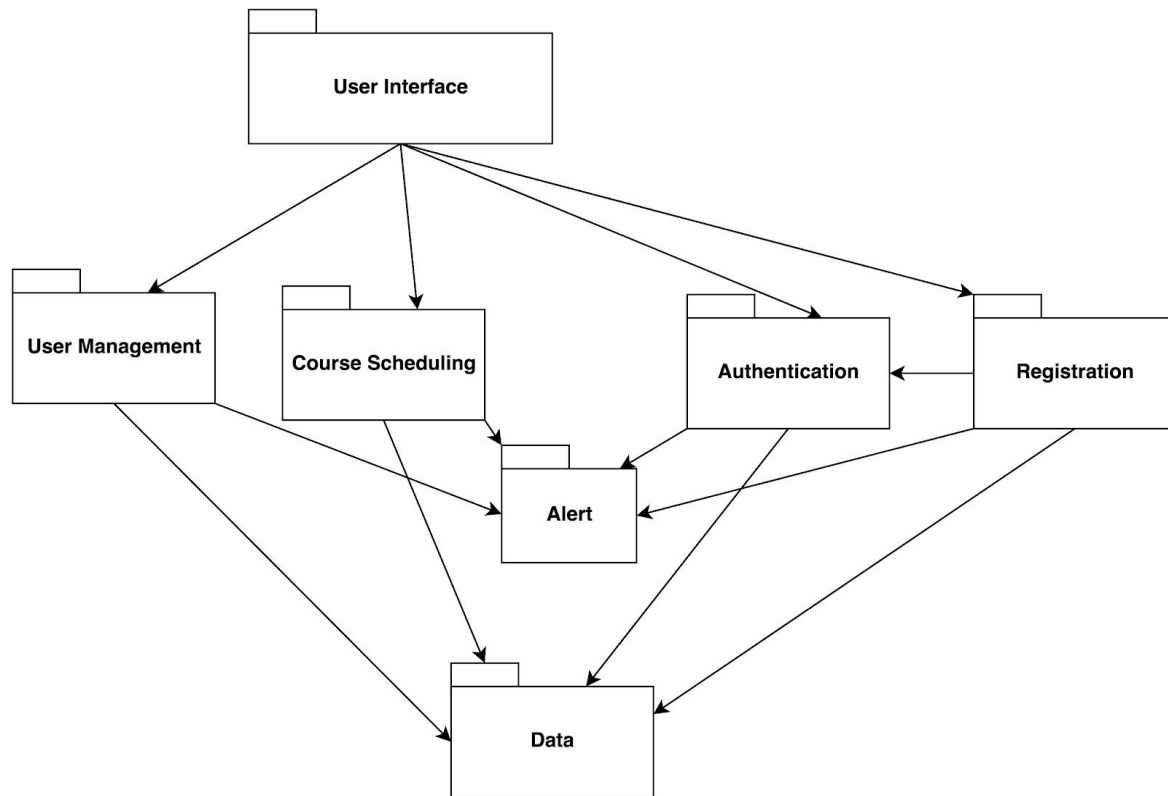 User Interface
User Management
Course Scheduling
Authentication
Registration
Alert
Data